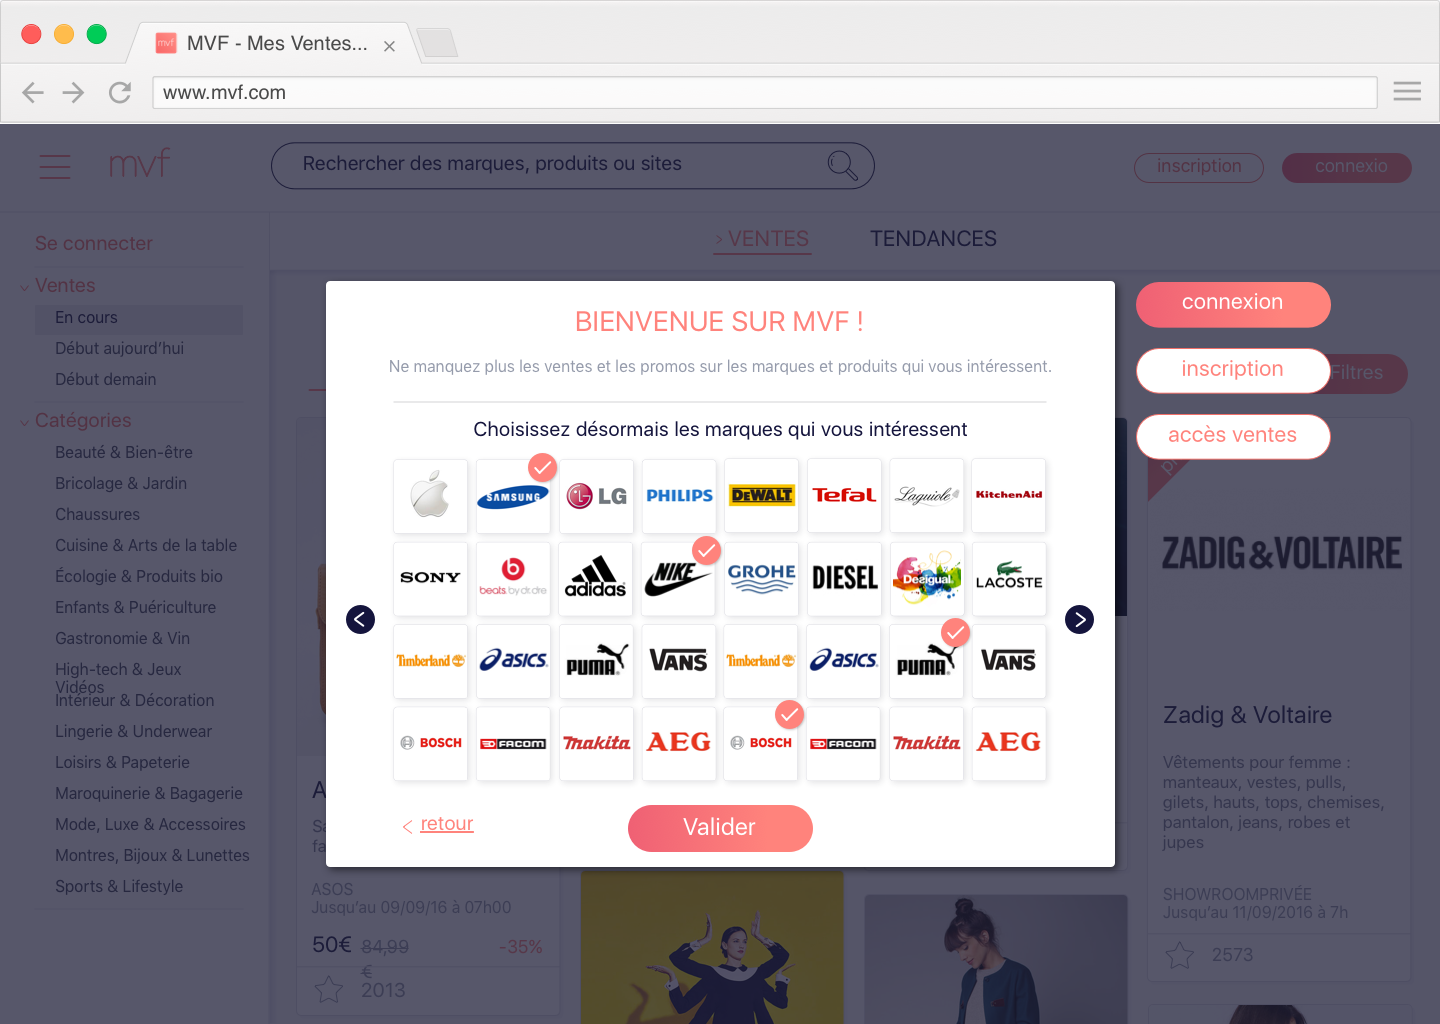 mvf MVF - Mes Ventes...
www.mvf.com
mvf
Rechercher des marques, produits ou sites
inscription
connexio
Se connecter
VENTES
TENDANCES
Ventes
En cours
Début aujourd'hui
Début demain
Catégories
Beauté & Bien-être
Bricolage & Jardin
Chaussures
Cuisine & Arts de la table
Écologie & Produits bio
Enfants & Puériculture
Gastronomie & Vin
High-tech & Jeux
Vidéos
Intérieur & Décoration
Lingerie & Underwear
Loisirs & Papeterie
Maroquinerie & Bagagerie
Mode, Luxe & Accessoires
Montres, Bijoux & Lunettes
Sports & Lifestyle
BIENVENUE SUR MVF !
Ne manquez plus les ventes et les promos sur les marques et produits qui vous intéressent.
Choisissez désormais les marques qui vous intéressent
SAMSUNG LG PHILIPS DEWALT Tefal Laguiole KitchenAid
SONY beats by dr.dre adidas NIKE GROHE DIESEL Desigual LACOSTE
Timberland asics PUMA VANS Timberland asics PUMA VANS
BOSCH FACOM makita AEG BOSCH FACOM makita AEG
retour
Valider
connexion
inscription
Filtres
accès ventes
ZADIG & VOLTAIRE
Zadig & Voltaire
Vêtements pour femme :
manteaux, vestes, pulls,
gilets, hauts, tops, chemises,
pantalon, jeans, robes et
jupes
SHOWROOMPRIVÉE
Jusqu'au 11/09/2016 à 7h
2573
ASOS
Jusqu'au 09/09/16 à 07h00
50€ 84,99 -35%
€
2013